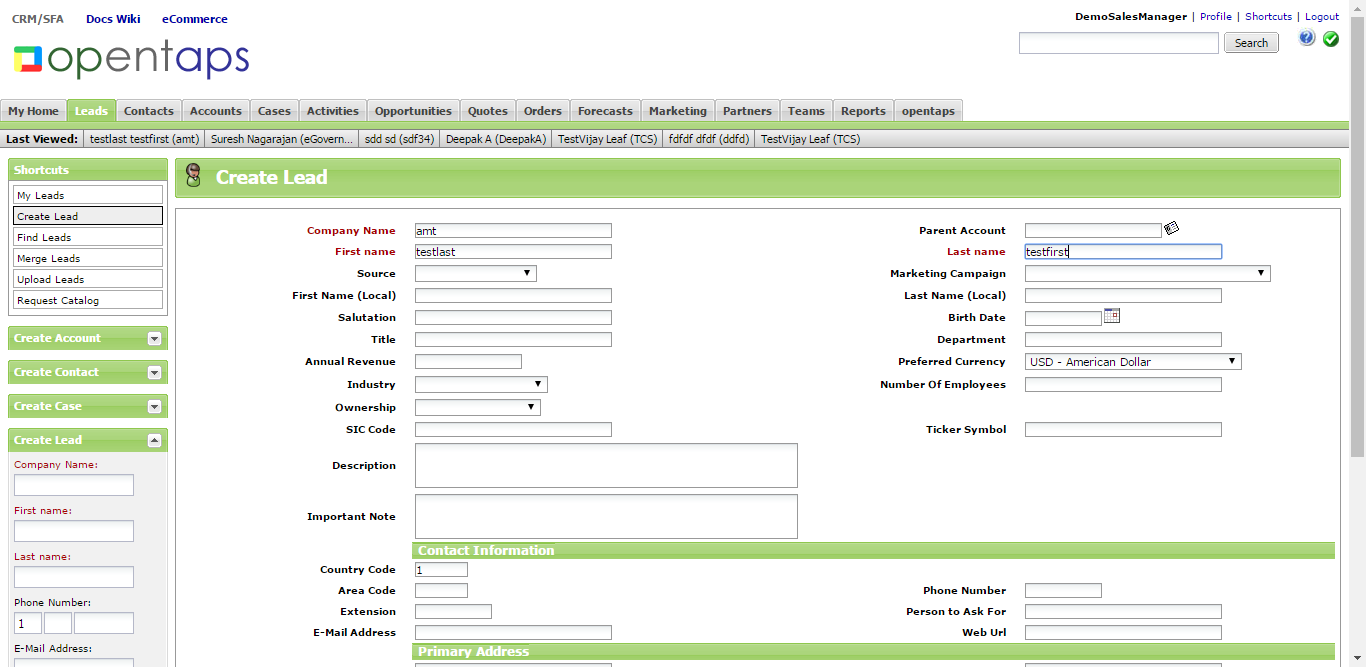 CRM/SFA Docs Wiki eCommerce
DemoSalesManager | Profile | Shortcuts | Logout
opentaps
Search
My Home Leads Contacts Accounts Cases Activities Opportunities Quotes Orders Forecasts Marketing Partners Teams Reports opentaps
Last Viewed: testlast testfirst (amt) Suresh Nagarajan (eGovern... sdd sd (sdf34) Deepak A (DeepakA) TestVijay Leaf (TCS) fdfdf dfdf (ddfd) TestVijay Leaf (TCS)
Shortcuts
My Leads
Create Lead
Find Leads
Merge Leads
Upload Leads
Request Catalog
Create Account
Create Contact
Create Case
Create Lead
Company Name:
First name:
Last name:
Phone Number:
1
E-Mail Address:
Create Lead
Company Name amt Parent Account
First name testlast Last name testfirst
Source Marketing Campaign
First Name (Local) Last Name (Local)
Salutation Birth Date
Title Department
Annual Revenue Preferred Currency USD - American Dollar
Industry Number Of Employees
Ownership
SIC Code Ticker Symbol
Description
Important Note
Contact Information
Country Code 1
Area Code Phone Number
Extension Person to Ask For
E-Mail Address Web Url
Primary Address